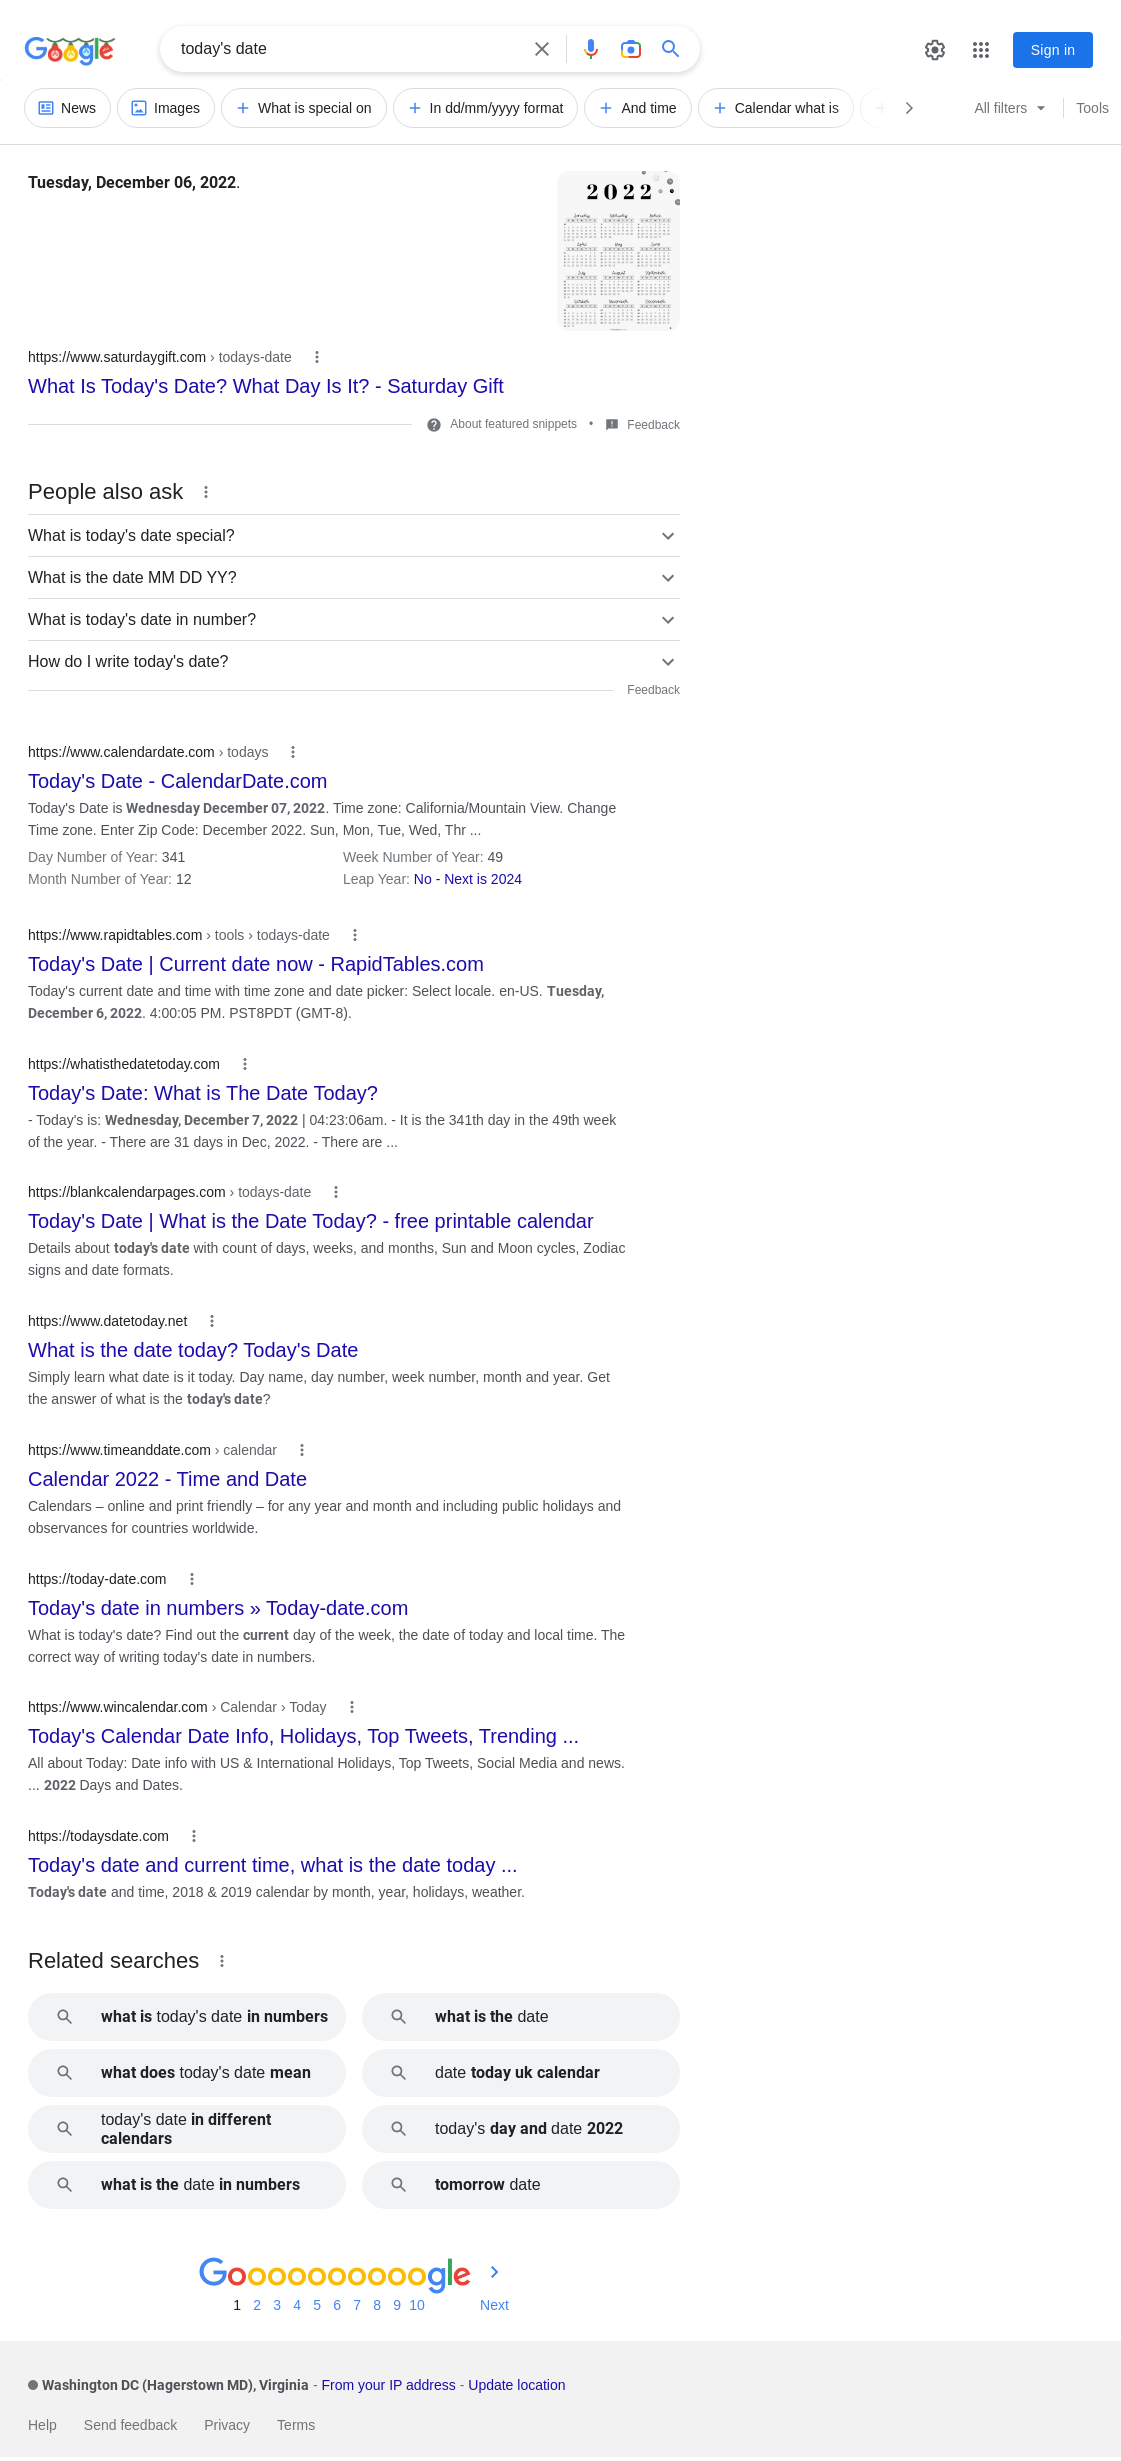 Google
today's date
Sign in
News
Images
What is special on
In dd/mm/yyyy format
And time
Calendar what is
All filters
Tools
Tuesday, December 06, 2022.
2022
https://www.saturdaygift.com › todays-date
What Is Today's Date? What Day Is It? - Saturday Gift
About featured snippets • Feedback
People also ask
What is today's date special?
What is the date MM DD YY?
What is today's date in number?
How do I write today's date?
Feedback
https://www.calendardate.com › todays
Today's Date - CalendarDate.com
Today's Date is Wednesday December 07, 2022. Time zone: California/Mountain View. Change
Time zone. Enter Zip Code: December 2022. Sun, Mon, Tue, Wed, Thr ...
Day Number of Year: 341
Week Number of Year: 49
Month Number of Year: 12
Leap Year: No - Next is 2024
https://www.rapidtables.com › tools › todays-date
Today's Date | Current date now - RapidTables.com
Today's current date and time with time zone and date picker: Select locale. en-US. Tuesday,
December 6, 2022. 4:00:05 PM. PST8PDT (GMT-8).
https://whatisthedatetoday.com
Today's Date: What is The Date Today?
- Today's is: Wednesday, December 7, 2022 | 04:23:06am. - It is the 341th day in the 49th week
of the year. - There are 31 days in Dec, 2022. - There are ...
https://blankcalendarpages.com › todays-date
Today's Date | What is the Date Today? - free printable calendar
Details about today's date with count of days, weeks, and months, Sun and Moon cycles, Zodiac
signs and date formats.
https://www.datetoday.net
What is the date today? Today's Date
Simply learn what date is it today. Day name, day number, week number, month and year. Get
the answer of what is the today's date?
https://www.timeanddate.com › calendar
Calendar 2022 - Time and Date
Calendars – online and print friendly – for any year and month and including public holidays and
observances for countries worldwide.
https://today-date.com
Today's date in numbers » Today-date.com
What is today's date? Find out the current day of the week, the date of today and local time. The
correct way of writing today's date in numbers.
https://www.wincalendar.com › Calendar › Today
Today's Calendar Date Info, Holidays, Top Tweets, Trending ...
All about Today: Date info with US & International Holidays, Top Tweets, Social Media and news.
... 2022 Days and Dates.
https://todaysdate.com
Today's date and current time, what is the date today ...
Today's date and time, 2018 & 2019 calendar by month, year, holidays, weather.
Related searches
what is today's date in numbers
what is the date
what does today's date mean
date today uk calendar
today's date in different
calendars
today's day and date 2022
what is the date in numbers
tomorrow date
Goooooooooogle
1 2 3 4 5 6 7 8 9 10 Next
Washington DC (Hagerstown MD), Virginia - From your IP address - Update location
Help Send feedback Privacy Terms